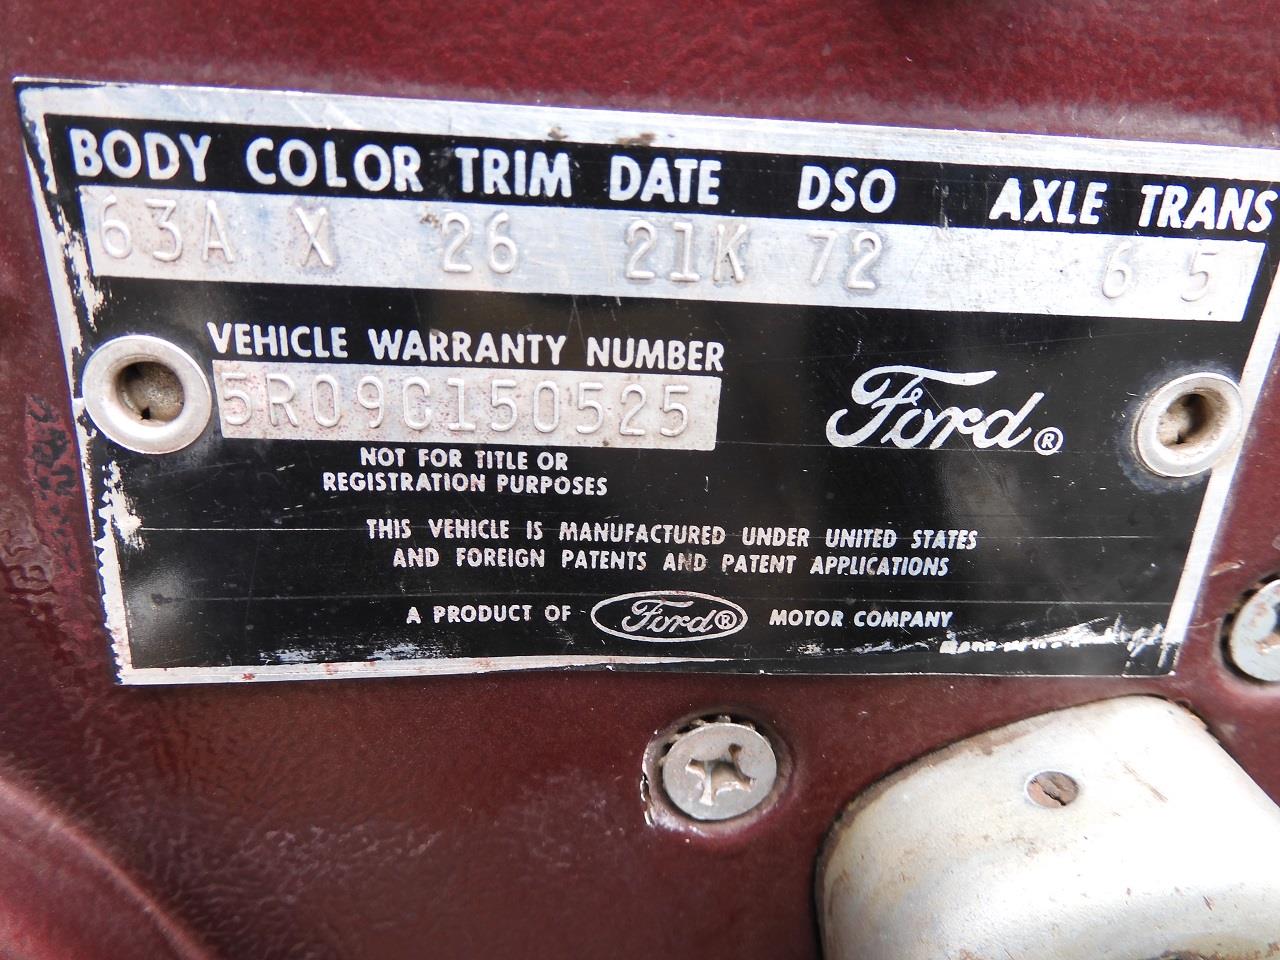 BODY COLOR TRIM DATE DSO AXLE TRANS
63A X 26 21K 72 6 5
VEHICLE WARRANTY NUMBER
5R09C150525
Ford®
NOT FOR TITLE OR
REGISTRATION PURPOSES
THIS VEHICLE IS MANUFACTURED UNDER UNITED STATES
AND FOREIGN PATENTS AND PATENT APPLICATIONS
A PRODUCT OF Ford® MOTOR COMPANY